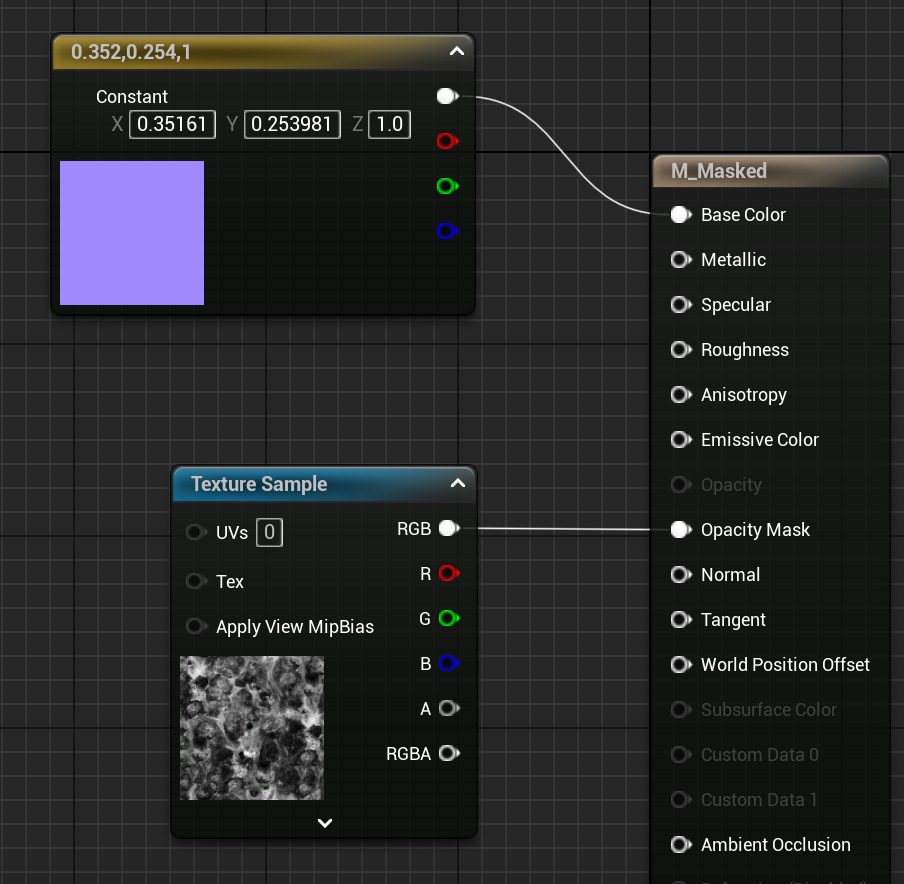 0.352,0.254,1
Constant
X 0.35161 Y 0.253981 Z 1.0
M_Masked
Base Color
Metallic
Specular
Roughness
Anisotropy
Emissive Color
Opacity
Opacity Mask
Normal
Tangent
World Position Offset
Subsurface Color
Custom Data 0
Custom Data 1
Ambient Occlusion
Texture Sample
UVs 0
Tex
Apply View MipBias
RGB
R
G
B
A
RGBA